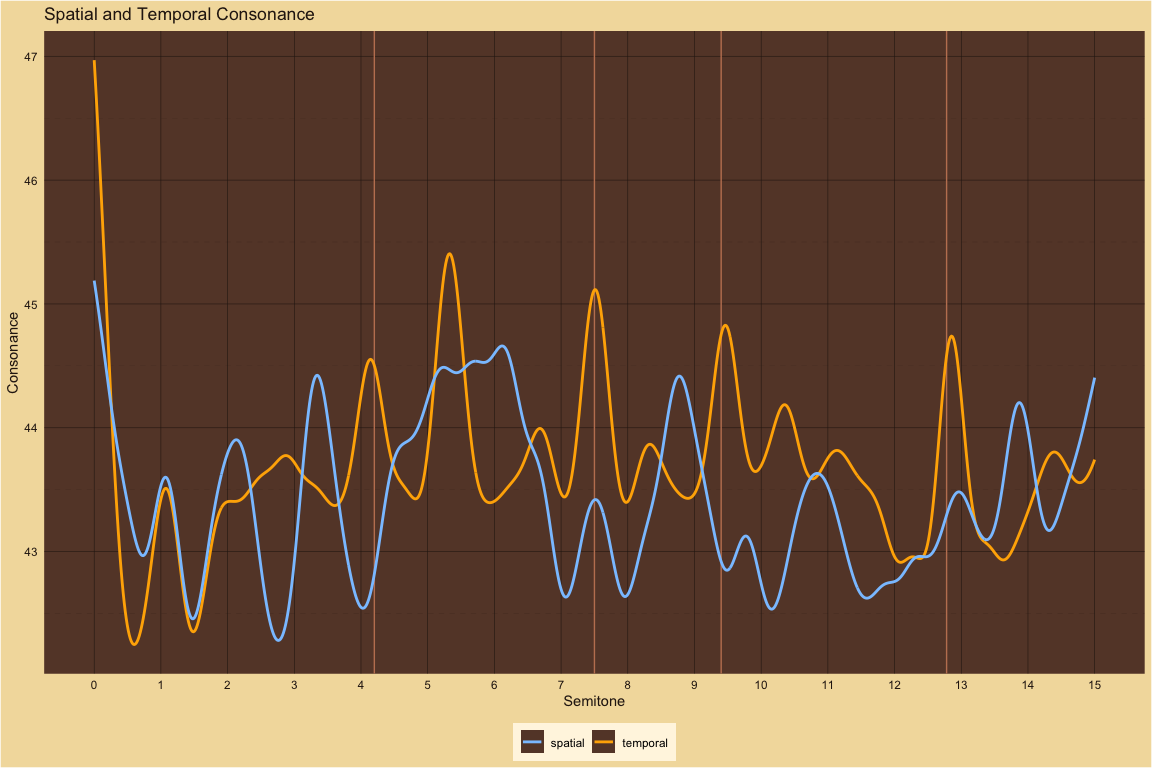 Spatial and Temporal Consonance
Consonance
47
46
45
44
43
0 1 2 3 4 5 6 7 8 9 10 11 12 13 14 15
Semitone
spatial temporal